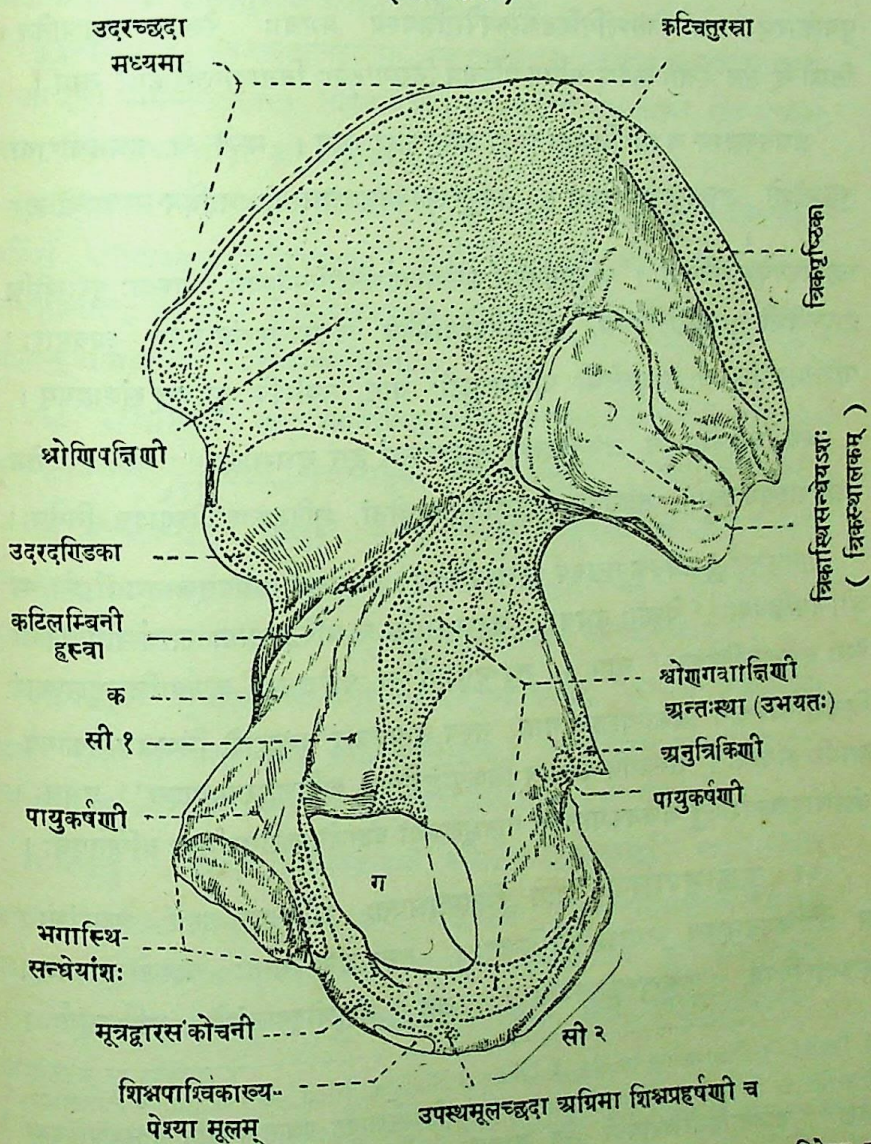 उदरच्छदा
मध्यमा
कटिचतुरस्रा
त्रिकपृष्ठिका
श्रोणिपक्षिणी
त्रिकास्थिसन्धेयऽंशः
( त्रिकस्थालकम् )
उदरदण्डिका
कटिलम्बिनी
ह्रस्वा
क
सी १
श्रोणगवाक्षिणी
अन्तःस्था (उभयतः)
अनुत्रिकिणी
पायुकर्षणी
पायुकर्षणी
ग
भगास्थि-
सन्धेयांशः
मूत्रद्वारसंकोचनी
सी २
शिश्नपाश्विकाख्य-
पेश्या मूलम्
उपस्थमूलच्छदा अग्रिमा शिश्नप्रहर्षणी च